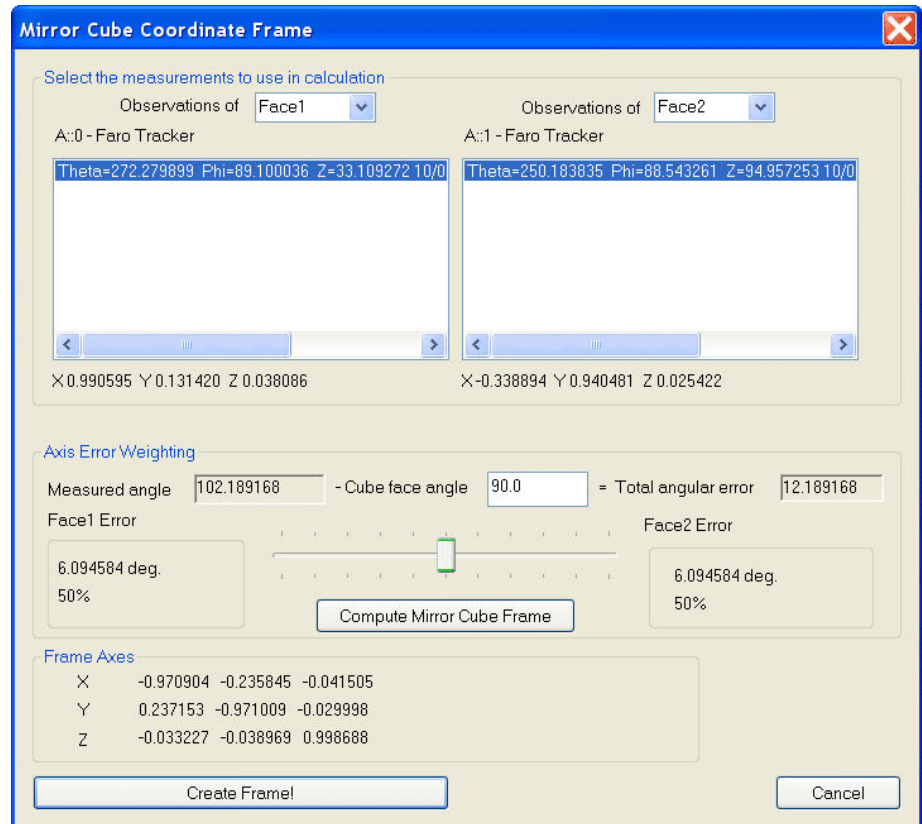 Mirror Cube Coordinate Frame
Select the measurements to use in calculation
Observations of Face1
Observations of Face2
A::0 - Faro Tracker
A::1 - Faro Tracker
Theta=272.279899 Phi=89.100036 Z=33.109272 10/0
Theta=250.183835 Phi=88.543261 Z=94.957253 10/0
X 0.990595 Y 0.131420 Z 0.038086
X -0.338894 Y 0.940481 Z 0.025422
Axis Error Weighting
Measured angle 102.189168 - Cube face angle 90.0 = Total angular error 12.189168
Face1 Error
Face2 Error
6.094584 deg.
50%
6.094584 deg.
50%
Compute Mirror Cube Frame
Frame Axes
X -0.970904 -0.235845 -0.041505
Y 0.237153 -0.971009 -0.029998
Z -0.033227 -0.038969 0.998688
Create Frame!
Cancel